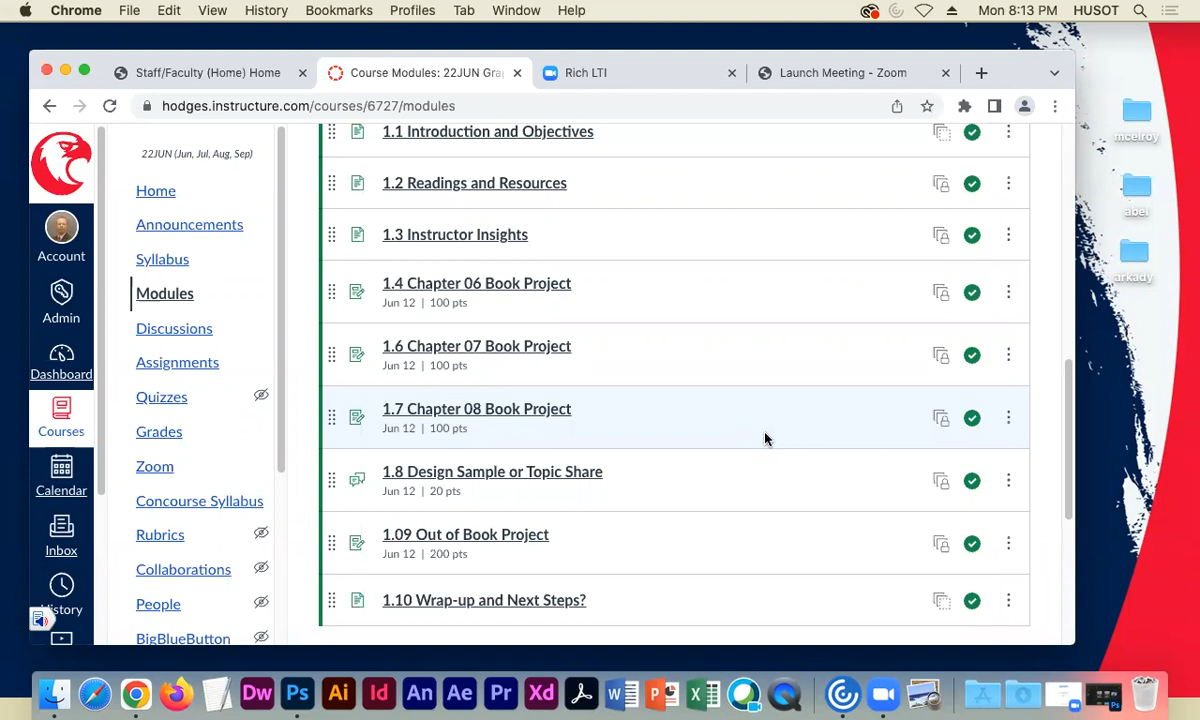 Chrome File Edit View History Bookmarks Profiles Tab Window Help Mon 8:13 PM HUSOT
Staff/Faculty (Home) Home
Course Modules: 22JUN Gra
Rich LTI
Launch Meeting - Zoom
hodges.instructure.com/courses/6727/modules
22JUN (Jun, Jul, Aug, Sep)
Home
Announcements
Syllabus
Modules
Discussions
Assignments
Quizzes
Grades
Zoom
Concourse Syllabus
Rubrics
Collaborations
People
BigBlueButton
Account
Admin
Dashboard
Courses
Calendar
Inbox
History
1.1 Introduction and Objectives
1.2 Readings and Resources
1.3 Instructor Insights
1.4 Chapter 06 Book Project
Jun 12 | 100 pts
1.6 Chapter 07 Book Project
Jun 12 | 100 pts
1.7 Chapter 08 Book Project
Jun 12 | 100 pts
1.8 Design Sample or Topic Share
Jun 12 | 20 pts
1.09 Out of Book Project
Jun 12 | 200 pts
1.10 Wrap-up and Next Steps?
mcelroy
abel
arkady
Dw Ps Ai Id An Ae Pr Xd W P X